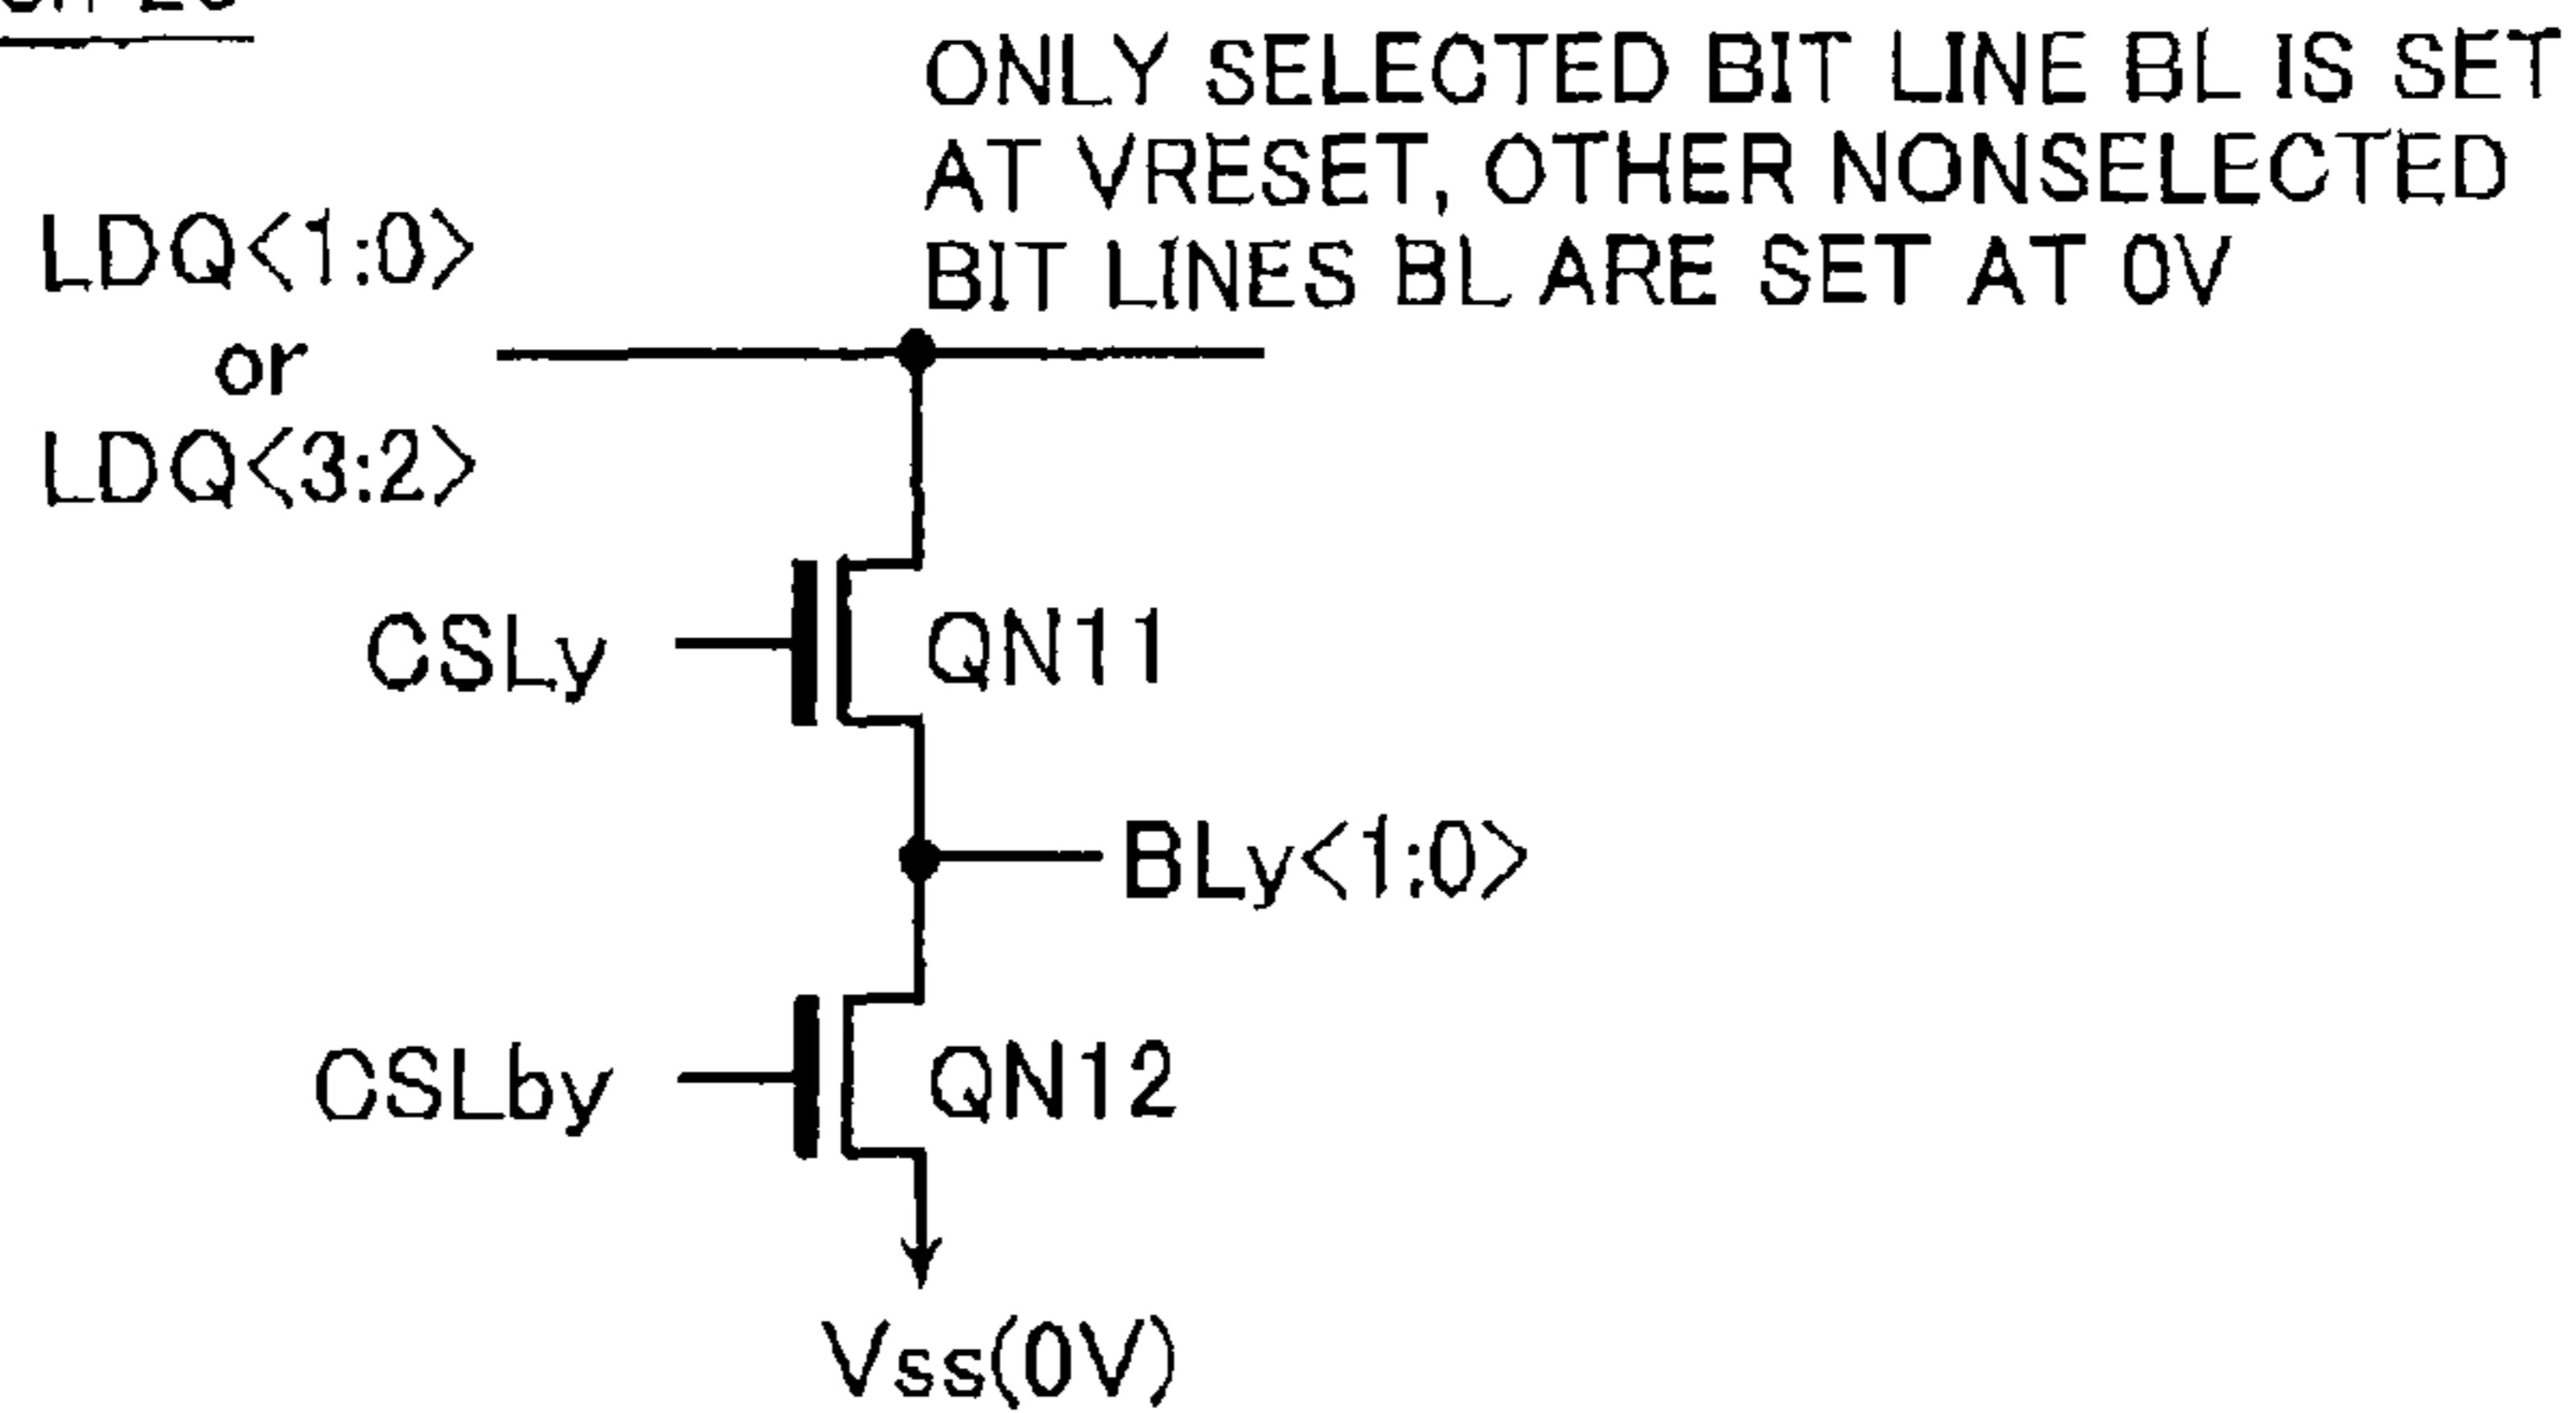 ONLY SELECTED BIT LINE BL IS SET
AT VRESET, OTHER NONSELECTED
BIT LINES BL ARE SET AT 0V
LDQ<1:0>
or
LDQ<3:2>
CSLy
QN11
BLy<1:0>
CSLby
QN12
Vss(0V)